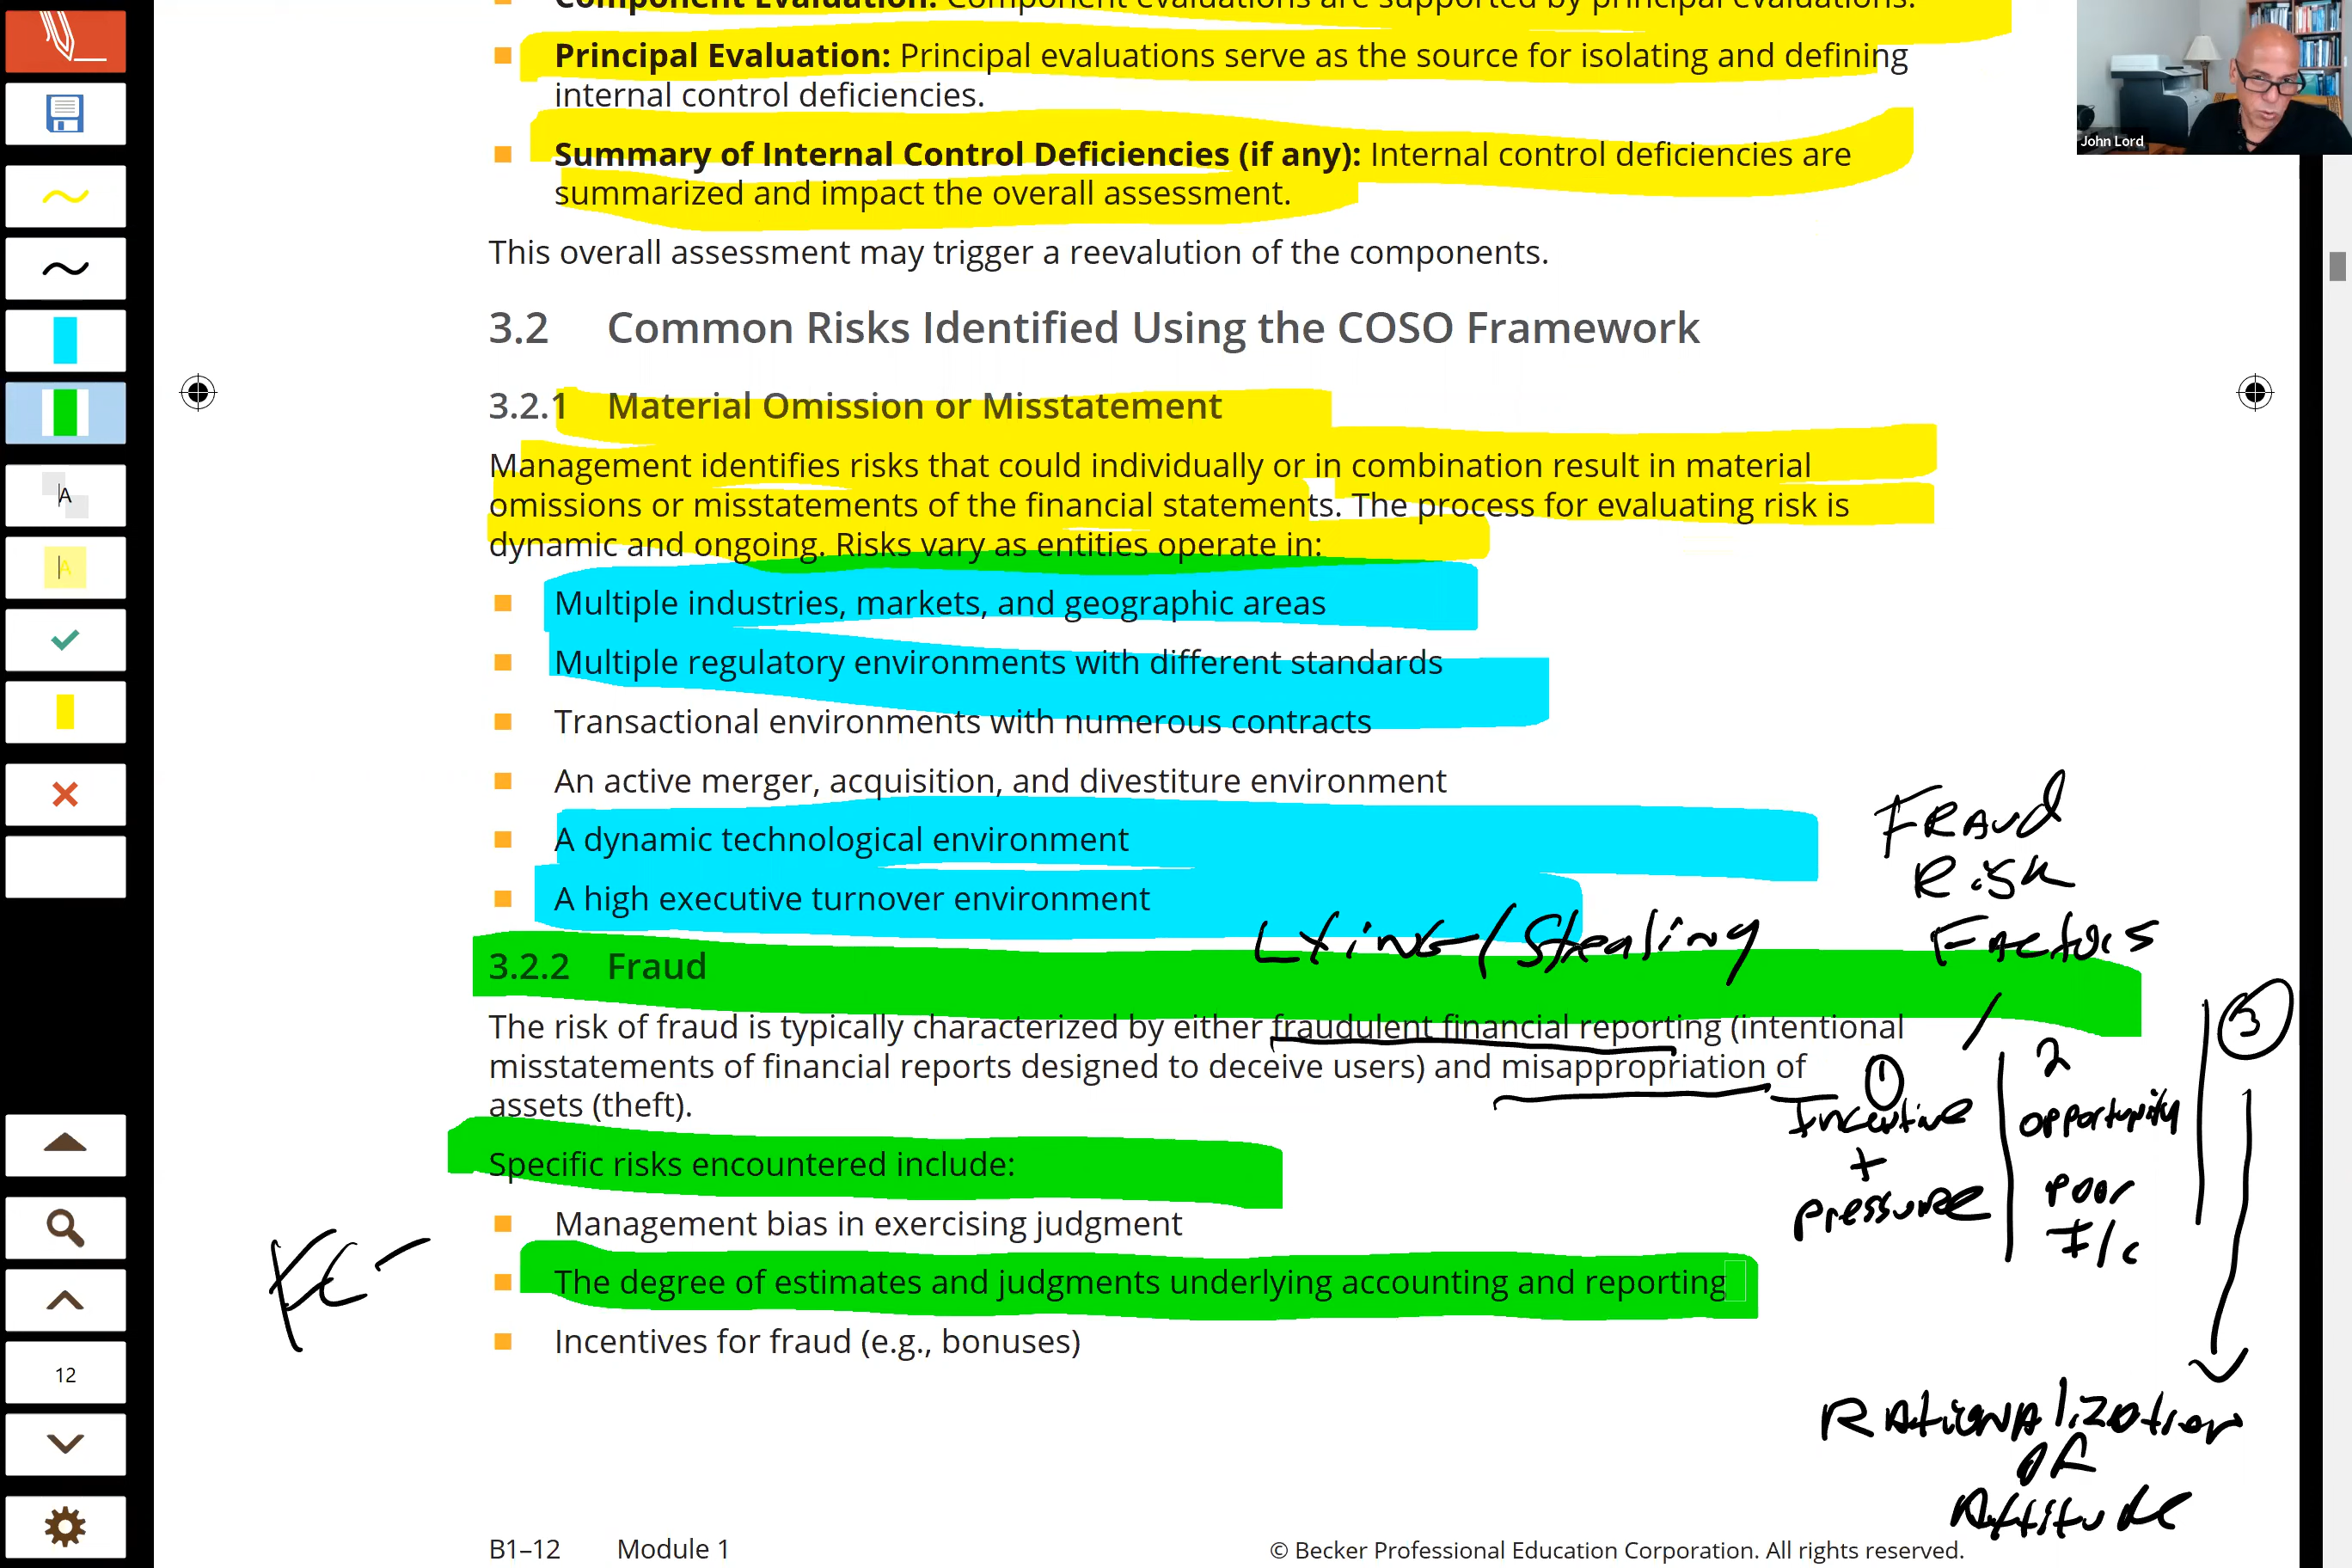 Component Evaluation: Component evaluations are supported by principal evaluations.
Principal Evaluation: Principal evaluations serve as the source for isolating and defining
internal control deficiencies.
Summary of Internal Control Deficiencies (if any): Internal control deficiencies are
summarized and impact the overall assessment.
John Lord
This overall assessment may trigger a reevalution of the components.
3.2 Common Risks Identified Using the COSO Framework
3.2.1 Material Omission or Misstatement
Management identifies risks that could individually or in combination result in material
omissions or misstatements of the financial statements. The process for evaluating risk is
dynamic and ongoing. Risks vary as entities operate in:
Multiple industries, markets, and geographic areas
Multiple regulatory environments with different standards
Transactional environments with numerous contracts
An active merger, acquisition, and divestiture environment
A dynamic technological environment
A high executive turnover environment
Fraud
Risk
Factors
Lying/Stealing
3.2.2 Fraud
The risk of fraud is typically characterized by either fraudulent financial reporting (intentional
misstatements of financial reports designed to deceive users) and misappropriation of
assets (theft).
1
Incentive
+
pressure
2
opportunity
poor
I/c
3
Rationalization
of
Attitude
Specific risks encountered include:
Management bias in exercising judgment
The degree of estimates and judgments underlying accounting and reporting
Incentives for fraud (e.g., bonuses)
A
A
12
B1–12 Module 1
© Becker Professional Education Corporation. All rights reserved.